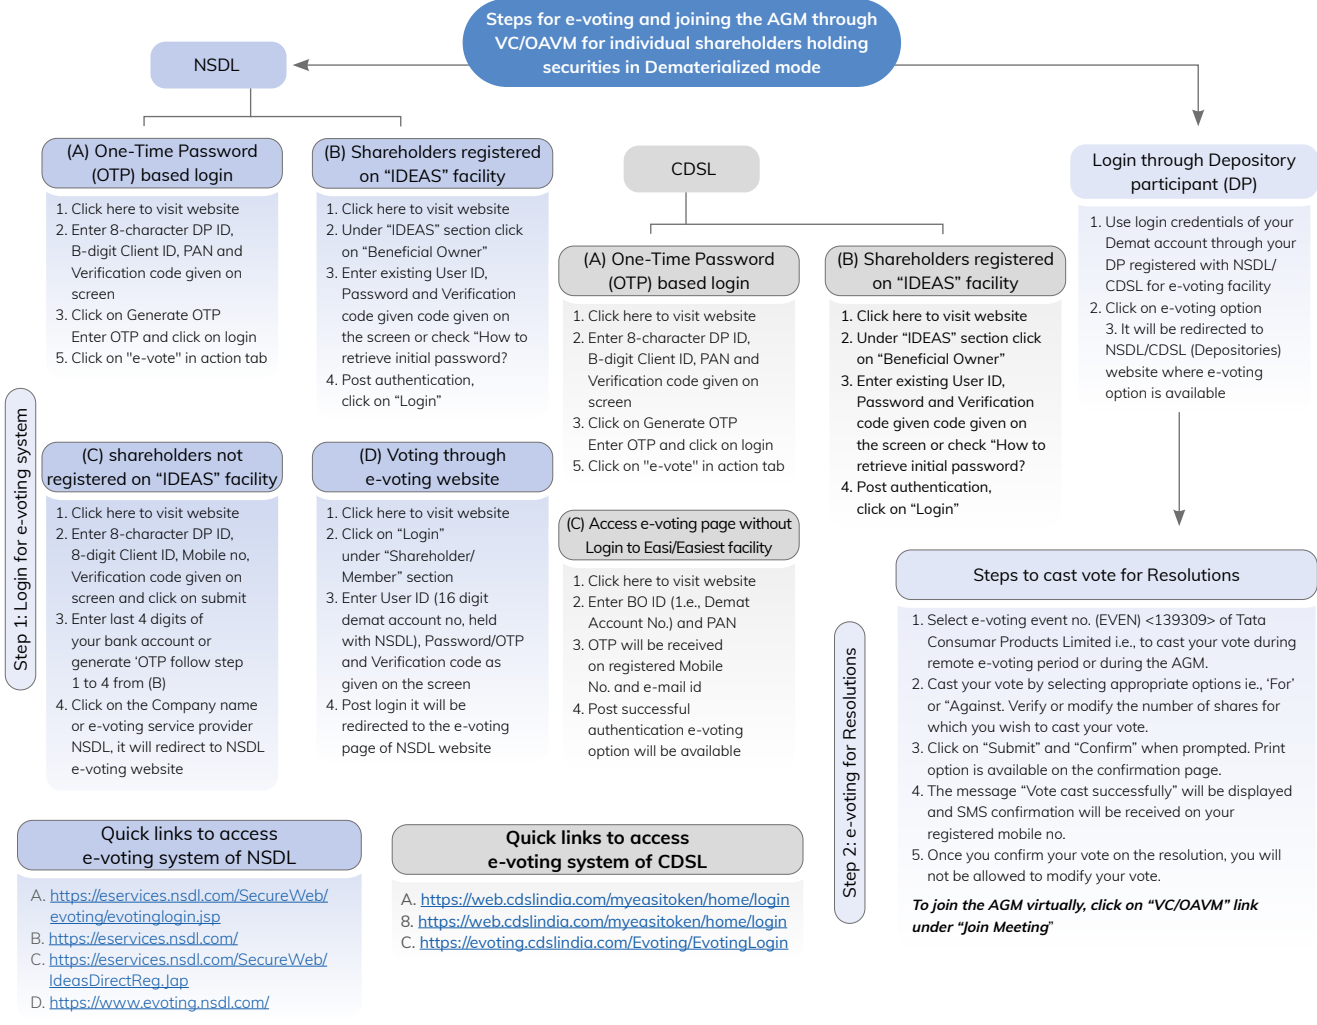 Steps for e-voting and joining the AGM through
VC/OAVM for individual shareholders holding
securities in Dematerialized mode
NSDL
(A) One-Time Password
(OTP) based login
1. Click here to visit website
2. Enter 8-character DP ID,
B-digit Client ID, PAN and
Verification code given on
screen
3. Click on Generate OTP
Enter OTP and click on login
5. Click on "e-vote" in action tab
(B) Shareholders registered
on “IDEAS” facility
1. Click here to visit website
2. Under “IDEAS” section click
on “Beneficial Owner”
3. Enter existing User ID,
Password and Verification
code given code given on
the screen or check “How to
retrieve initial password?
4. Post authentication,
click on “Login”
Step 1: Login for e-voting system
(C) shareholders not
registered on “IDEAS” facility
1. Click here to visit website
2. Enter 8-character DP ID,
8-digit Client ID, Mobile no,
Verification code given on
screen and click on submit
3. Enter last 4 digits of
your bank account or
generate ‘OTP follow step
1 to 4 from (B)
4. Click on the Company name
or e-voting service provider
NSDL, it will redirect to NSDL
e-voting website
(D) Voting through
e-voting website
1. Click here to visit website
2. Click on “Login”
under “Shareholder/
Member” section
3. Enter User ID (16 digit
demat account no, held
with NSDL), Password/OTP
and Verification code as
given on the screen
4. Post login it will be
redirected to the e-voting
page of NSDL website
CDSL
(A) One-Time Password
(OTP) based login
1. Click here to visit website
2. Enter 8-character DP ID,
B-digit Client ID, PAN and
Verification code given on
screen
3. Click on Generate OTP
Enter OTP and click on login
5. Click on "e-vote" in action tab
(B) Shareholders registered
on “IDEAS” facility
1. Click here to visit website
2. Under “IDEAS” section click
on “Beneficial Owner”
3. Enter existing User ID,
Password and Verification
code given code given on
the screen or check “How to
retrieve initial password?
4. Post authentication,
click on “Login”
(C) Access e-voting page without
Login to Easi/Easiest facility
1. Click here to visit website
2. Enter BO ID (1.e., Demat
Account No.) and PAN
3. OTP will be received
on registered Mobile
No. and e-mail id
4. Post successful
authentication e-voting
option will be available
Login through Depository
participant (DP)
1. Use login credentials of your
Demat account through your
DP registered with NSDL/
CDSL for e-voting facility
2. Click on e-voting option
3. It will be redirected to
NSDL/CDSL (Depositories)
website where e-voting
option is available
Step 2: e-voting for Resolutions
Steps to cast vote for Resolutions
1. Select e-voting event no. (EVEN) <139309> of Tata
Consumar Products Limited i.e., to cast your vote during
remote e-voting period or during the AGM.
2. Cast your vote by selecting appropriate options ie., ‘For’
or “Against. Verify or modify the number of shares for
which you wish to cast your vote.
3. Click on “Submit” and “Confirm” when prompted. Print
option is available on the confirmation page.
4. The message “Vote cast successfully” will be displayed
and SMS confirmation will be received on your
registered mobile no.
5. Once you confirm your vote on the resolution, you will
not be allowed to modify your vote.
To join the AGM virtually, click on “VC/OAVM” link
under “Join Meeting”
Quick links to access
e-voting system of NSDL
A. https://eservices.nsdl.com/SecureWeb/
evoting/evotinglogin.jsp
B. https://eservices.nsdl.com/
C. https://eservices.nsdl.com/SecureWeb/
IdeasDirectReg.Jap
D. https://www.evoting.nsdl.com/
Quick links to access
e-voting system of CDSL
A. https://web.cdslindia.com/myeasitoken/home/login
8. https://web.cdslindia.com/myeasitoken/home/login
C. https://evoting.cdslindia.com/Evoting/EvotingLogin